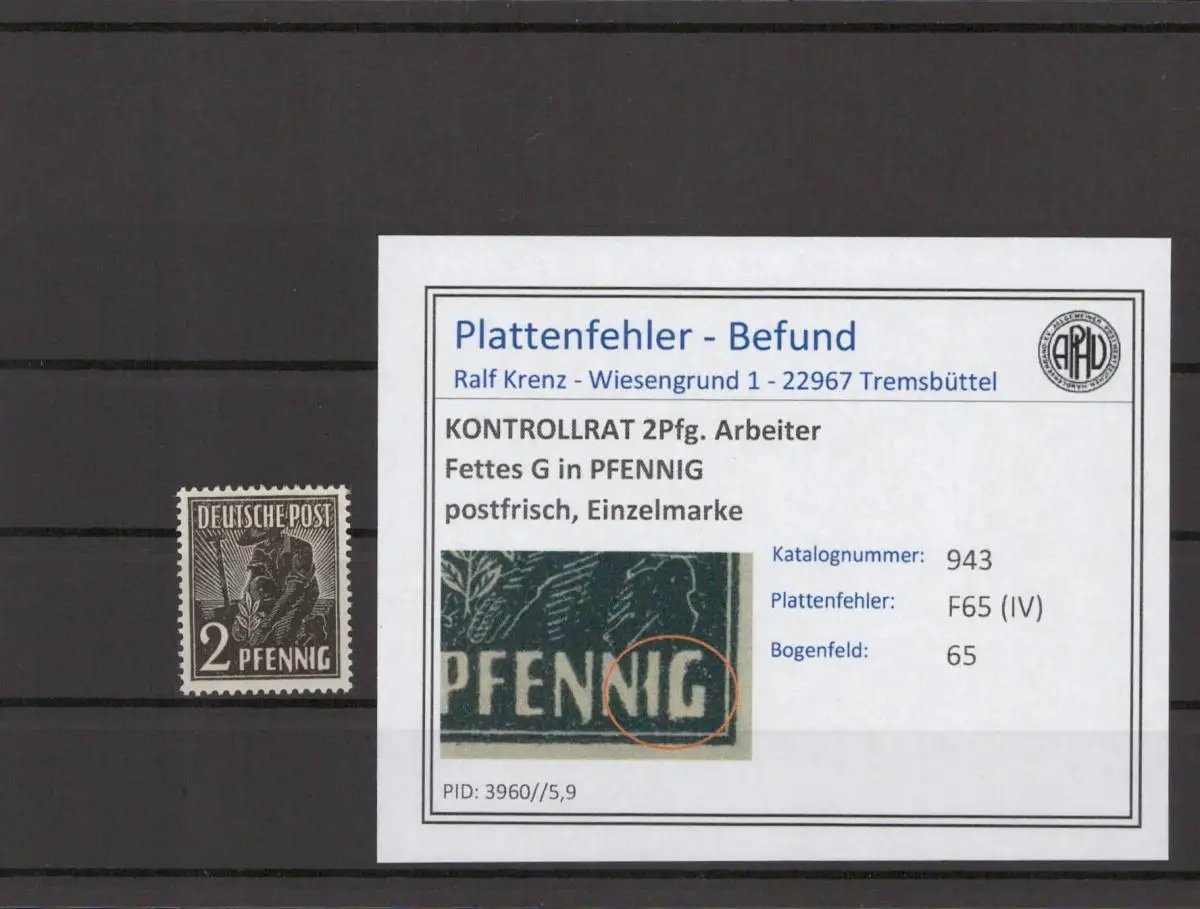 DEUTSCHE POST
2 PFENNIG
Plattenfehler - Befund
Ralf Krenz - Wiesengrund 1 - 22967 Tremsbüttel
APHV
KONTROLLRAT 2Pfg. Arbeiter
Fettes G in PFENNIG
postfrisch, Einzelmarke
PFENNIG
Katalognummer: 943
Plattenfehler: F65 (IV)
Bogenfeld: 65
PID: 3960//5,9